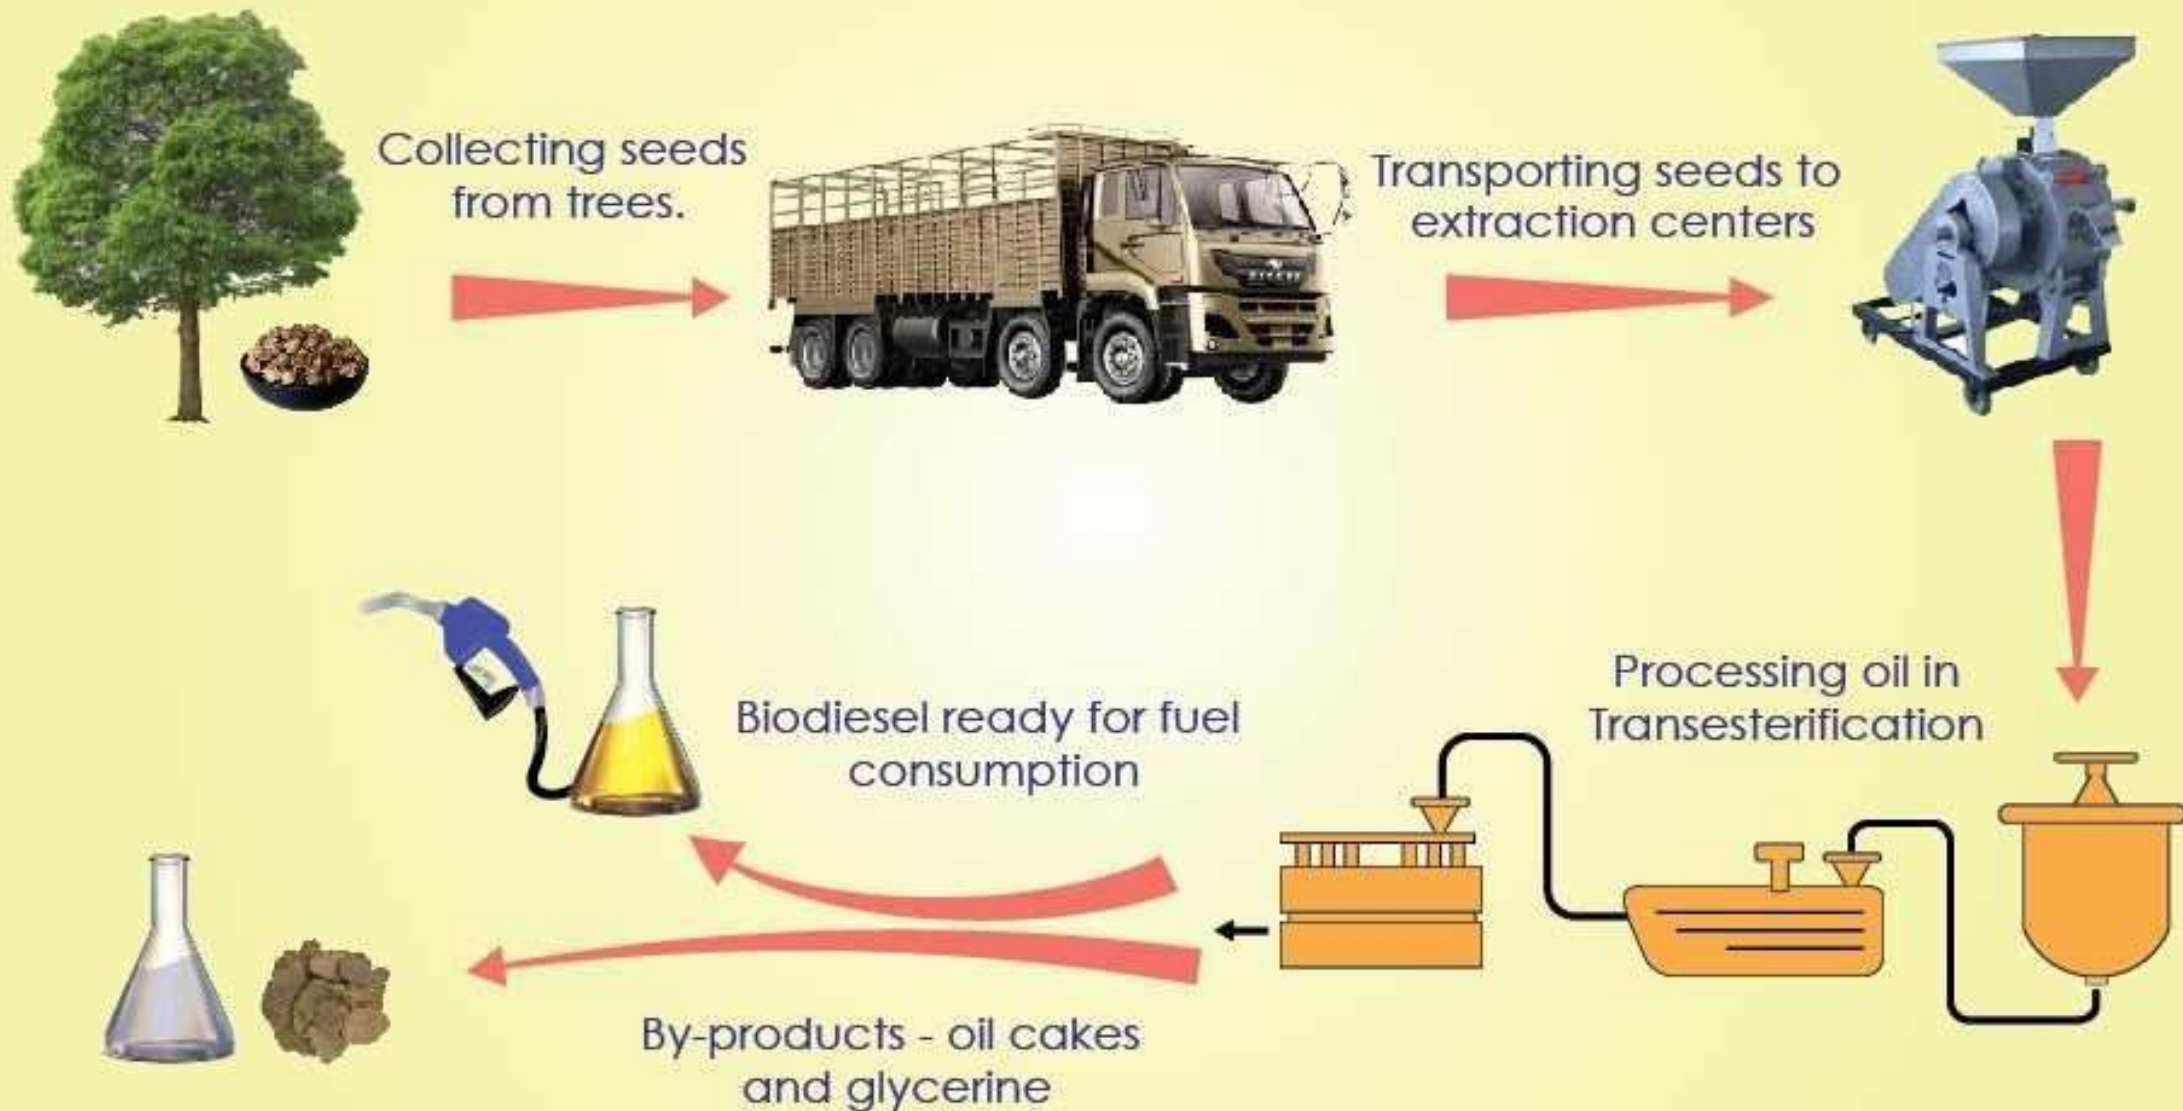 Collecting seeds
from trees.
Transporting seeds to
extraction centers
Processing oil in
Transesterification
Biodiesel ready for fuel
consumption
By-products - oil cakes
and glycerine